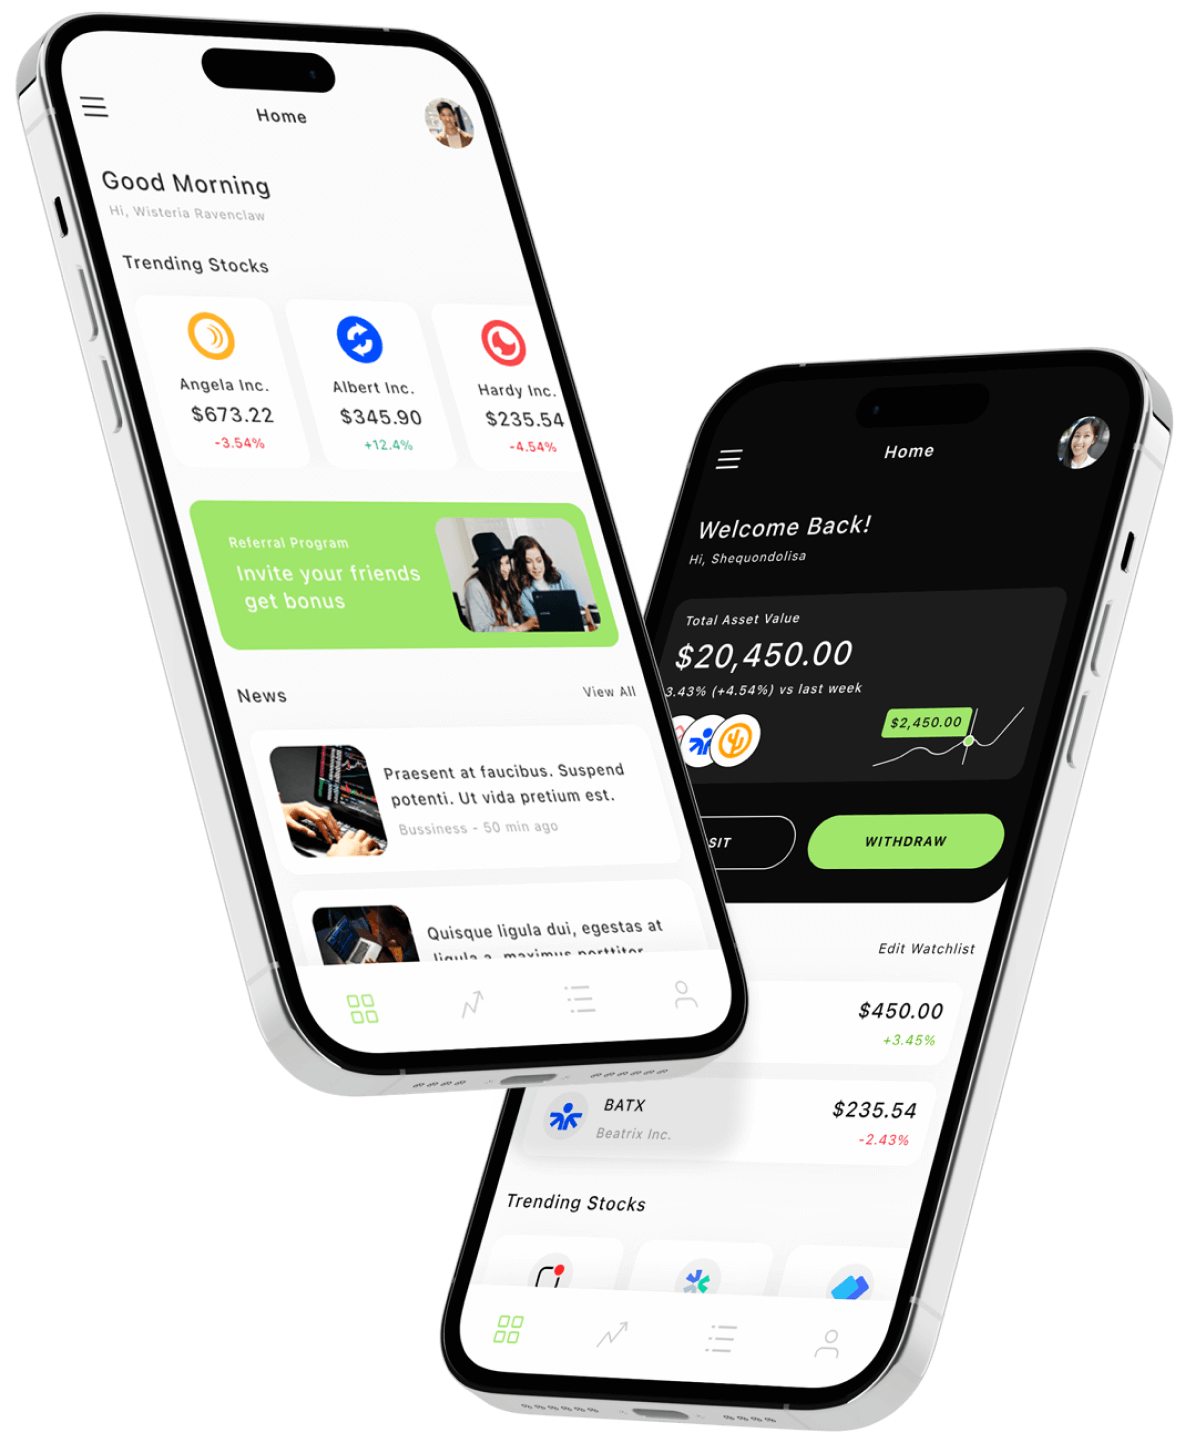 Home
Good Morning
Hi, Wisteria Ravenclaw
Trending Stocks
Angela Inc.
$673.22
-3.54%
Albert Inc.
$345.90
+12.4%
Hardy Inc.
$235.54
-4.54%
Referral Program
Invite your friends
get bonus
News
View All
Praesent at faucibus. Suspend
potenti. Ut vida pretium est.
Bussiness - 50 min ago
Quisque ligula dui, egestas at
ligula a, maximus porttitor
Home
Welcome Back!
Hi, Shequondolisa
Total Asset Value
$20,450.00
3.43% (+4.54%) vs last week
$2,450.00
SIT
WITHDRAW
Edit Watchlist
$450.00
+3.45%
BATX
Beatrix Inc.
$235.54
-2.43%
Trending Stocks